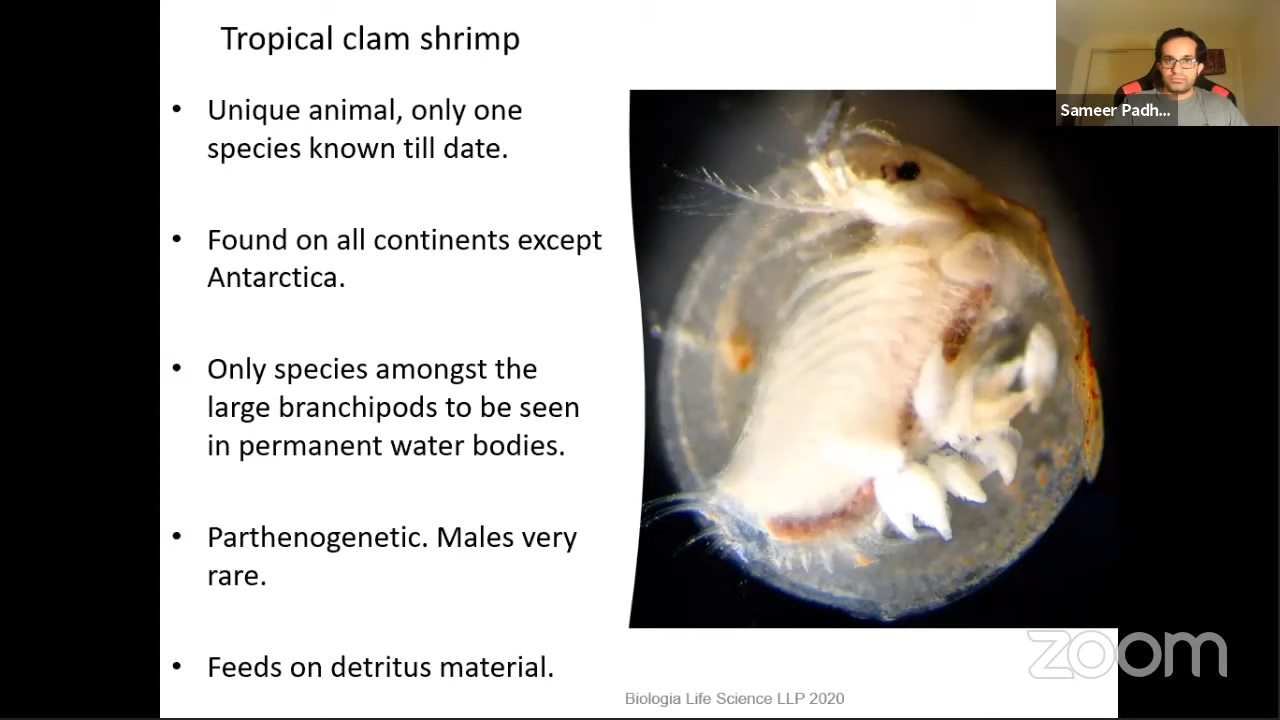 Tropical clam shrimp
• Unique animal, only one
species known till date.
• Found on all continents except
Antarctica.
• Only species amongst the
large branchipods to be seen
in permanent water bodies.
• Parthenogenetic. Males very
rare.
• Feeds on detritus material.
Biologia Life Science LLP 2020
Sameer Padh...
zoom